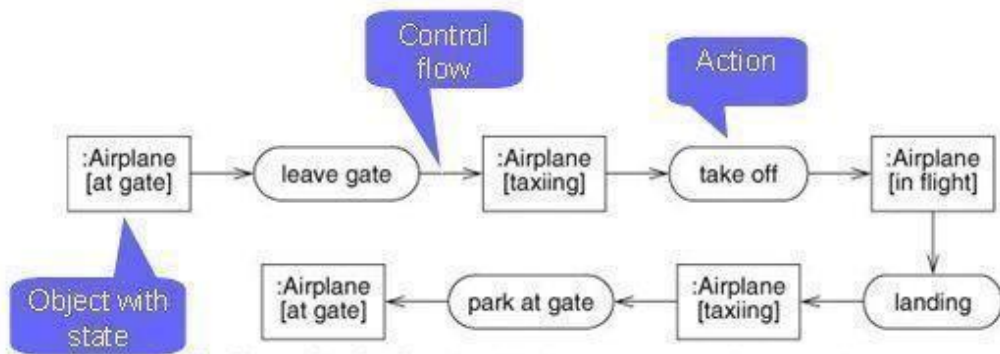 Control
flow
Action
:Airplane
[at gate]
leave gate
:Airplane
[taxiing]
take off
:Airplane
[in flight]
Object with
state
:Airplane
[at gate]
park at gate
:Airplane
[taxiing]
landing